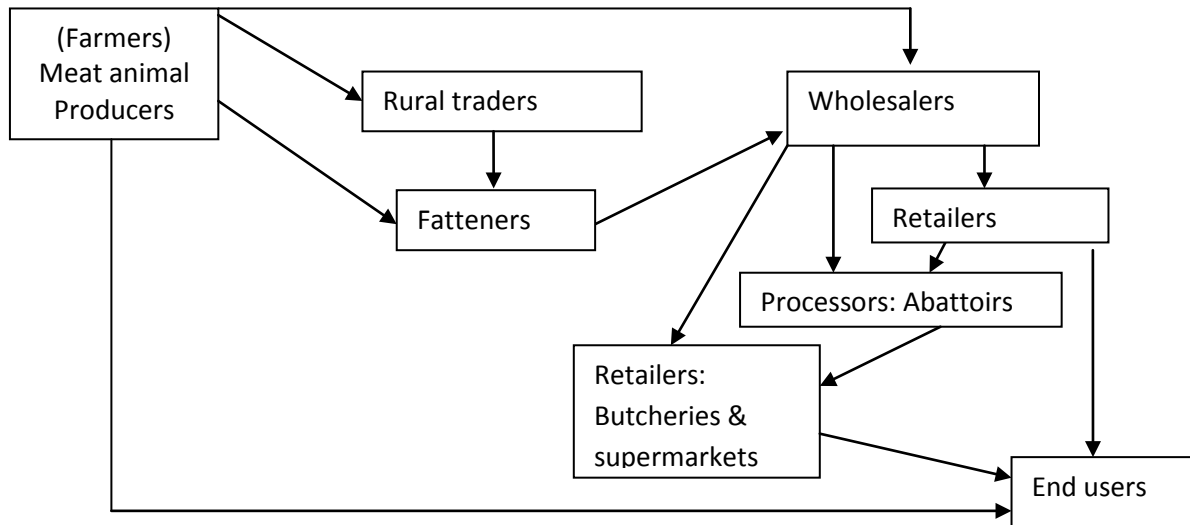 (Farmers)
Meat animal
Producers
Rural traders
Wholesalers
Fatteners
Retailers
Processors: Abattoirs
Retailers:
Butcheries &
supermarkets
End users